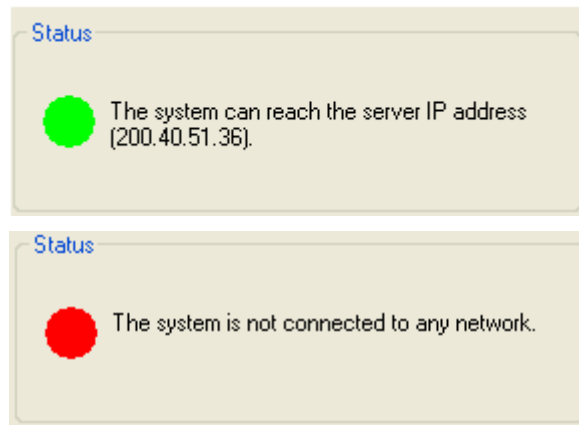 Status
The system can reach the server IP address
(200.40.51.36).
Status
The system is not connected to any network.